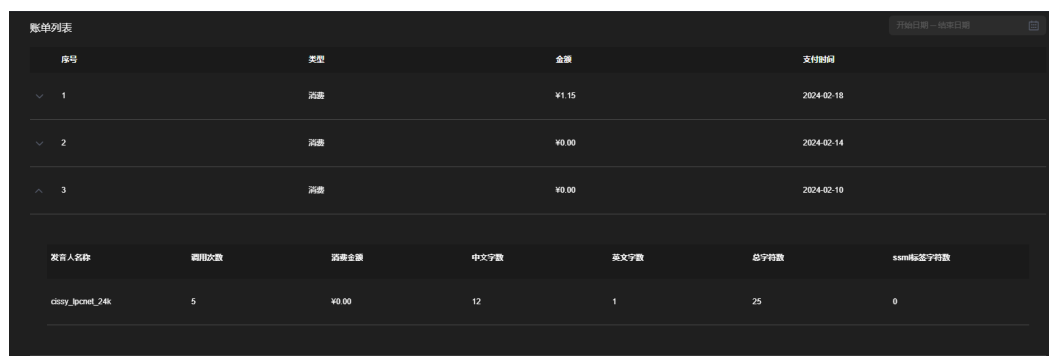 账单列表 开始日期 – 结束日期
序号 类型 金额 支付时间
1 消费 ¥1.15 2024-02-18
2 消费 ¥0.00 2024-02-14
3 消费 ¥0.00 2024-02-10
发音人名称 调用次数 消费金额 中文字数 英文字数 总字符数 ssml标签字符数
cissy_lpcnet_24k 5 ¥0.00 12 1 25 0